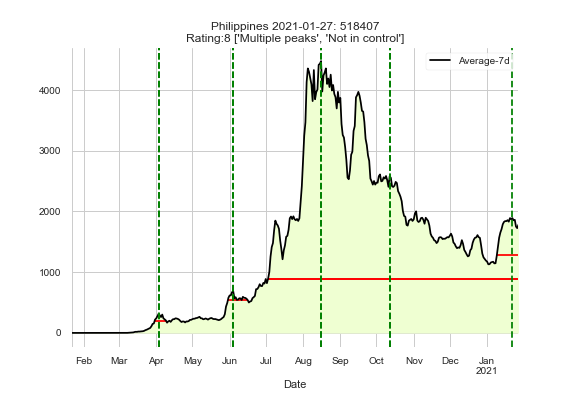 Philippines 2021-01-27: 518407
Rating:8 ['Multiple peaks', 'Not in control']
Average-7d
4000
3000
2000
1000
0
Feb Mar Apr May Jun Jul Aug Sep Oct Nov Dec Jan
2021
Date